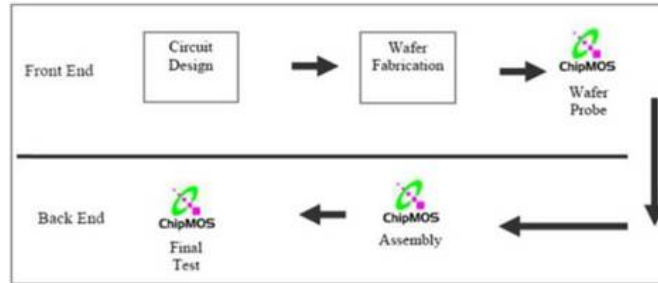 Front End
Circuit
Design
Wafer
Fabrication
ChipMOS
Wafer
Probe
Back End
ChipMOS
Final
Test
ChipMOS
Assembly